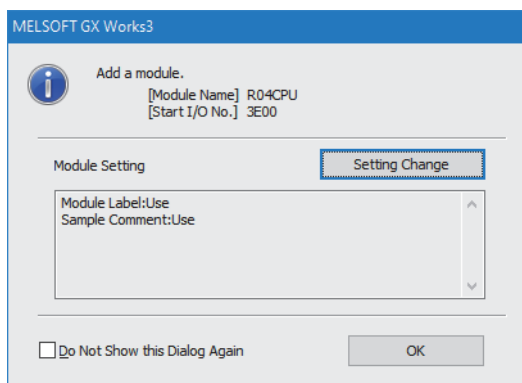 MELSOFT GX Works3
Add a module.
[Module Name] R04CPU
[Start I/O No.] 3E00
Module Setting
Setting Change
Module Label:Use
Sample Comment:Use
Do Not Show this Dialog Again
OK